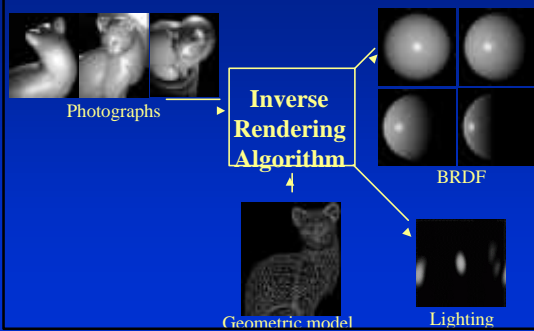 Photographs
Inverse
Rendering
Algorithm
BRDF
Geometric model
Lighting